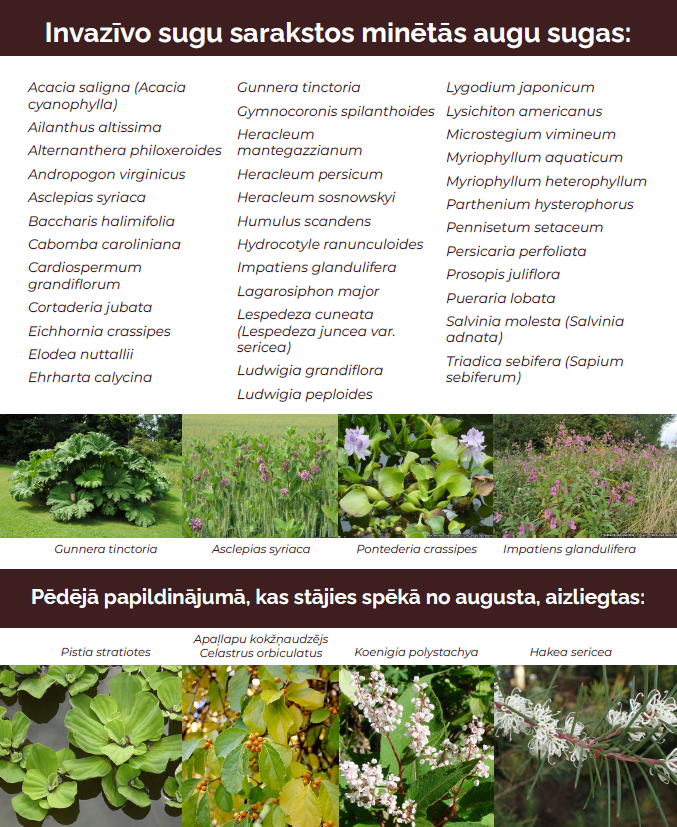 Invazīvo sugu sarakstos minētās augu sugas:
Acacia saligna (Acacia
cyanophylla)
Ailanthus altissima
Alternanthera philoxeroides
Andropogon virginicus
Asclepias syriaca
Baccharis halimifolia
Cabomba caroliniana
Cardiospermum
grandiflorum
Cortaderia jubata
Eichhornia crassipes
Elodea nuttallii
Ehrharta calycina
Gunnera tinctoria
Gymnocoronis spilanthoides
Heracleum
mantegazzianum
Heracleum persicum
Heracleum sosnowskyi
Humulus scandens
Hydrocotyle ranunculoides
Impatiens glandulifera
Lagarosiphon major
Lespedeza cuneata
(Lespedeza juncea var.
sericea)
Ludwigia grandiflora
Ludwigia peploides
Lygodium japonicum
Lysichiton americanus
Microstegium vimineum
Myriophyllum aquaticum
Myriophyllum heterophyllum
Parthenium hysterophorus
Pennisetum setaceum
Persicaria perfoliata
Prosopis juliflora
Pueraria lobata
Salvinia molesta (Salvinia
adnata)
Triadica sebifera (Sapium
sebiferum)
Gunnera tinctoria
Asclepias syriaca
Pontederia crassipes
Impatiens glandulifera
Pēdējā papildinājumā, kas stājies spēkā no augusta, aizliegtas:
Pistia stratiotes
Apaļlapu kokžņaudzējs
Celastrus orbiculatus
Koenigia polystachya
Hakea sericea